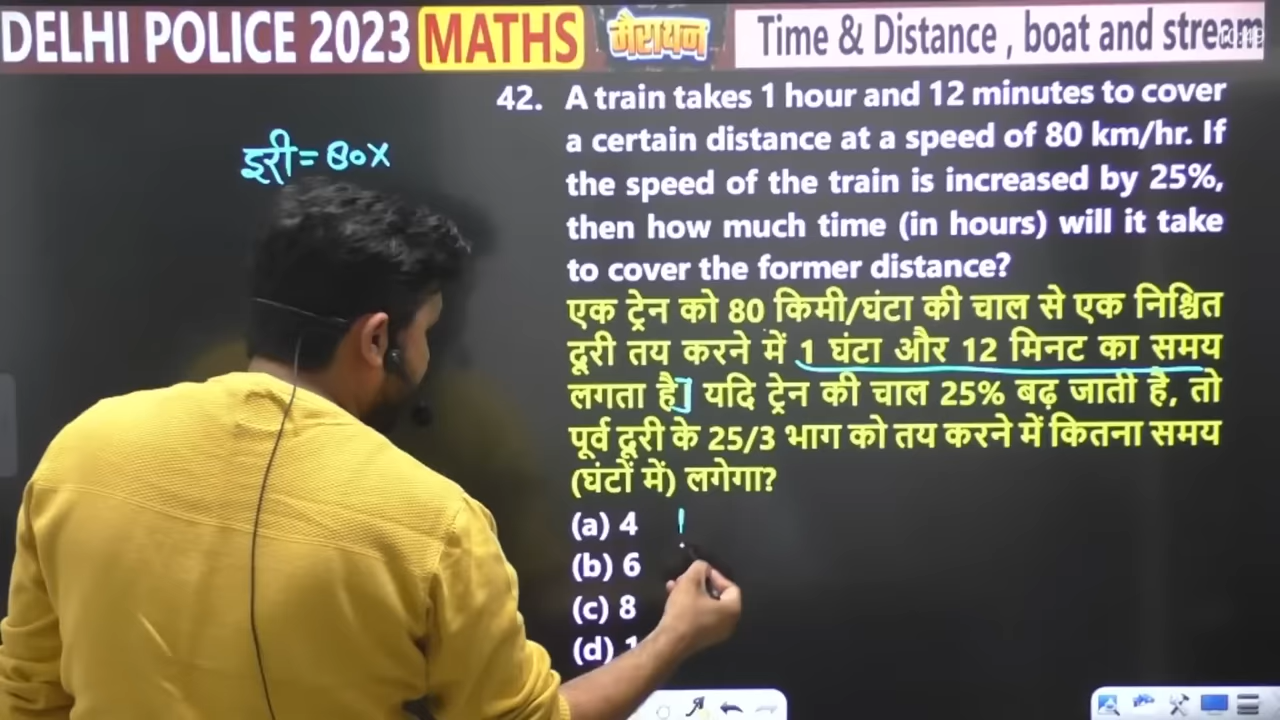 DELHI POLICE 2023 MATHS मैराथन Time & Distance , boat and stream
42. A train takes 1 hour and 12 minutes to cover
a certain distance at a speed of 80 km/hr. If
the speed of the train is increased by 25%,
then how much time (in hours) will it take
to cover the former distance?
एक ट्रेन को 80 किमी/घंटा की चाल से एक निश्चित
दूरी तय करने में 1 घंटा और 12 मिनट का समय
लगता है। यदि ट्रेन की चाल 25% बढ़ जाती है, तो
पूर्व दूरी के 25/3 भाग को तय करने में कितना समय
(घंटों में) लगेगा?
(a) 4
(b) 6
(c) 8
(d)
दूरी = 80 x